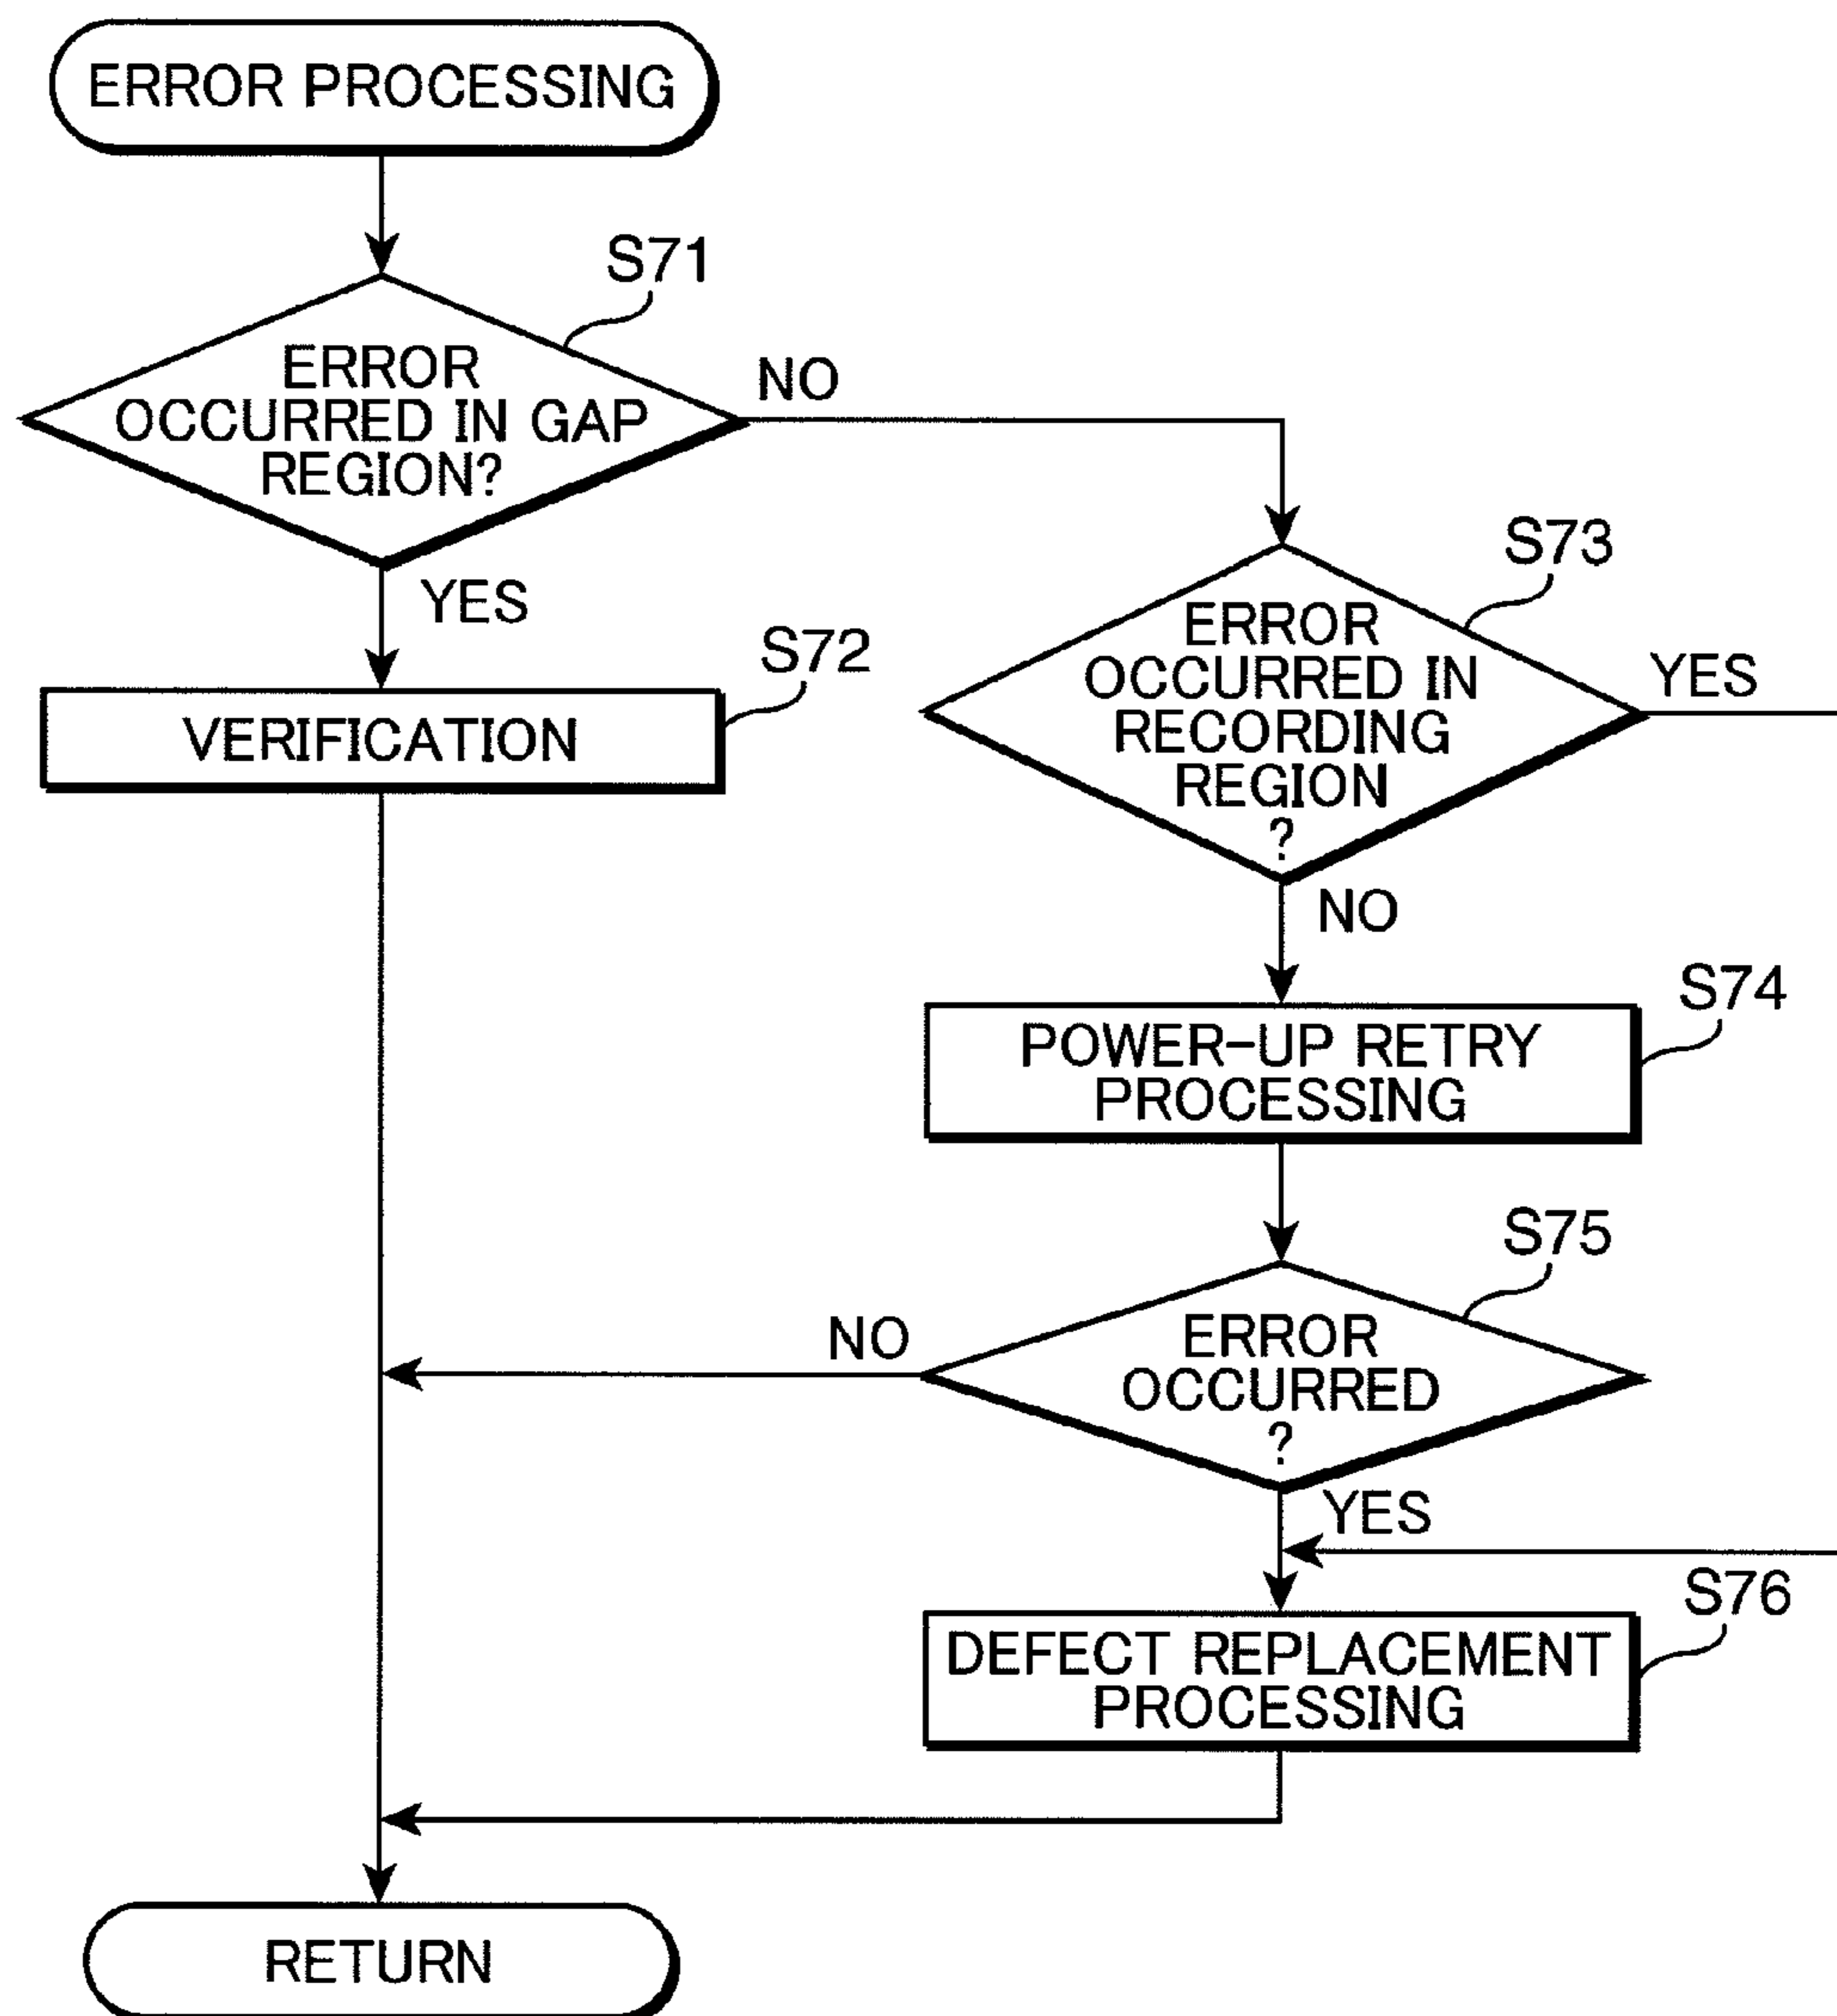 ERROR PROCESSING
S71
ERROR
OCCURRED IN GAP
REGION?
NO
YES
S72
VERIFICATION
S73
ERROR
OCCURRED IN
RECORDING
REGION
?
YES
NO
S74
POWER-UP RETRY
PROCESSING
S75
ERROR
OCCURRED
?
NO
YES
S76
DEFECT REPLACEMENT
PROCESSING
RETURN